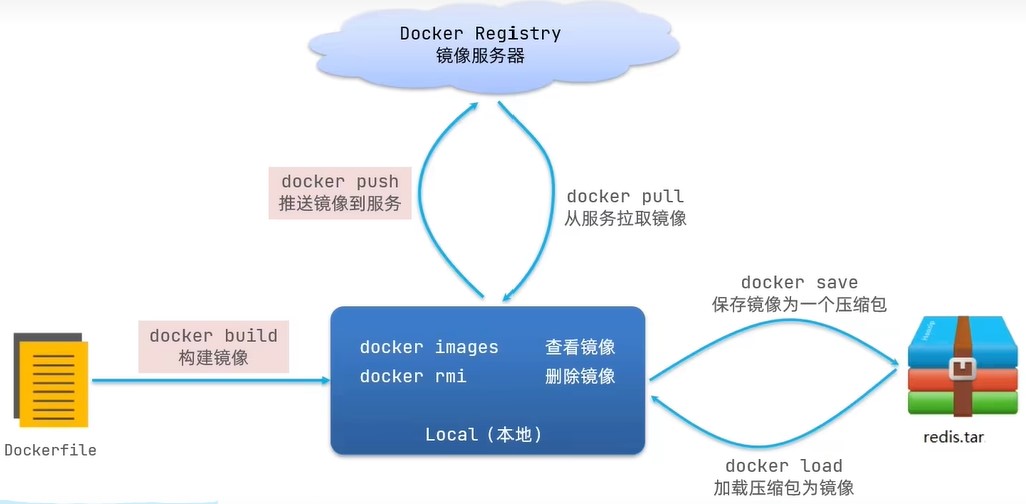 Docker Registry
镜像服务器
docker push
推送镜像到服务
docker pull
从服务拉取镜像
docker build
构建镜像
docker images 查看镜像
docker rmi 删除镜像
Local（本地）
docker save
保存镜像为一个压缩包
docker load
加载压缩包为镜像
Dockerfile
redis.tar